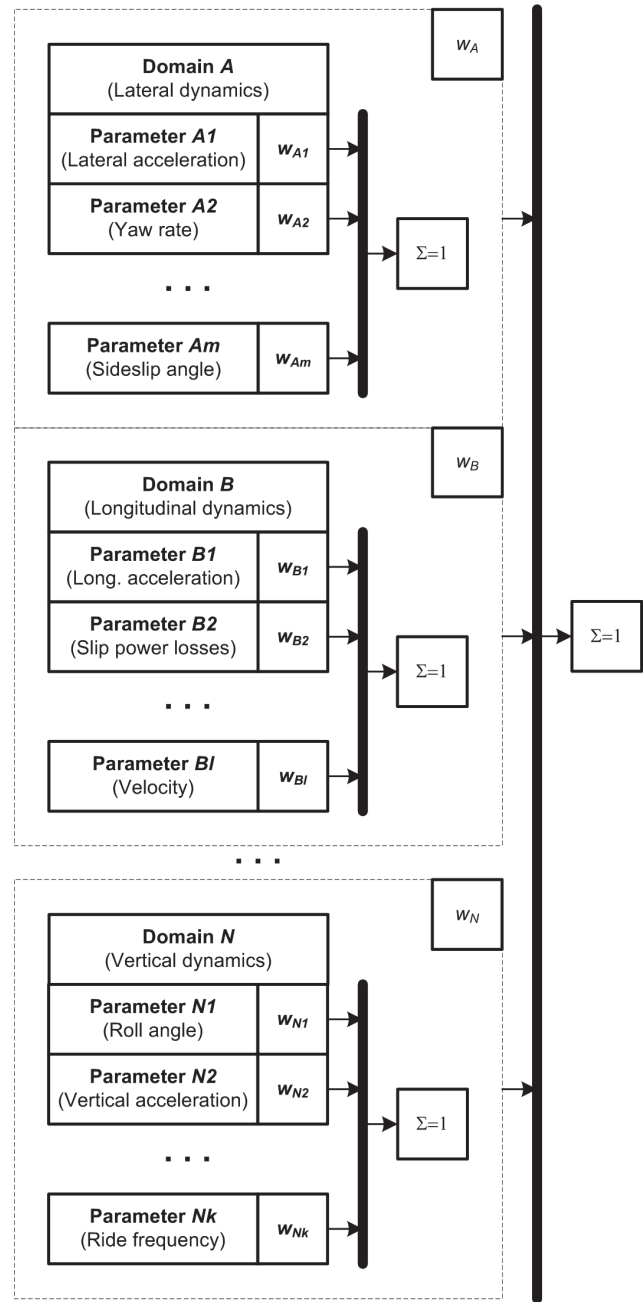 w_A
Domain A
(Lateral dynamics)
Parameter A1
(Lateral acceleration)
w_A1
Parameter A2
(Yaw rate)
w_A2
Σ=1
. . .
Parameter Am
(Sideslip angle)
w_Am
w_B
Domain B
(Longitudinal dynamics)
Parameter B1
(Long. acceleration)
w_B1
Parameter B2
(Slip power losses)
w_B2
Σ=1
Σ=1
. . .
Parameter Bl
(Velocity)
w_Bl
. . .
w_N
Domain N
(Vertical dynamics)
Parameter N1
(Roll angle)
w_N1
Parameter N2
(Vertical acceleration)
w_N2
Σ=1
. . .
Parameter Nk
(Ride frequency)
w_Nk